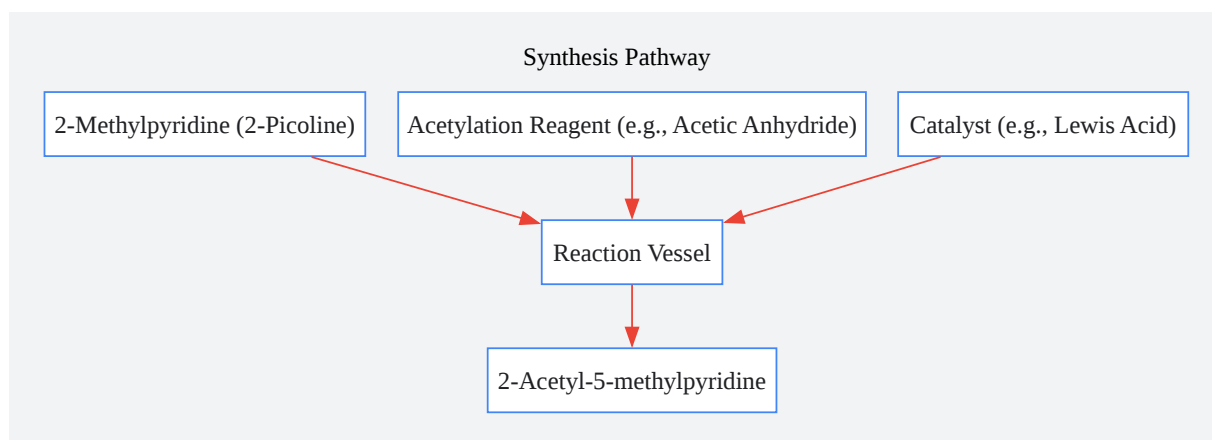 Synthesis Pathway
2-Methylpyridine (2-Picoline)
Acetylation Reagent (e.g., Acetic Anhydride)
Catalyst (e.g., Lewis Acid)
Reaction Vessel
2-Acetyl-5-methylpyridine